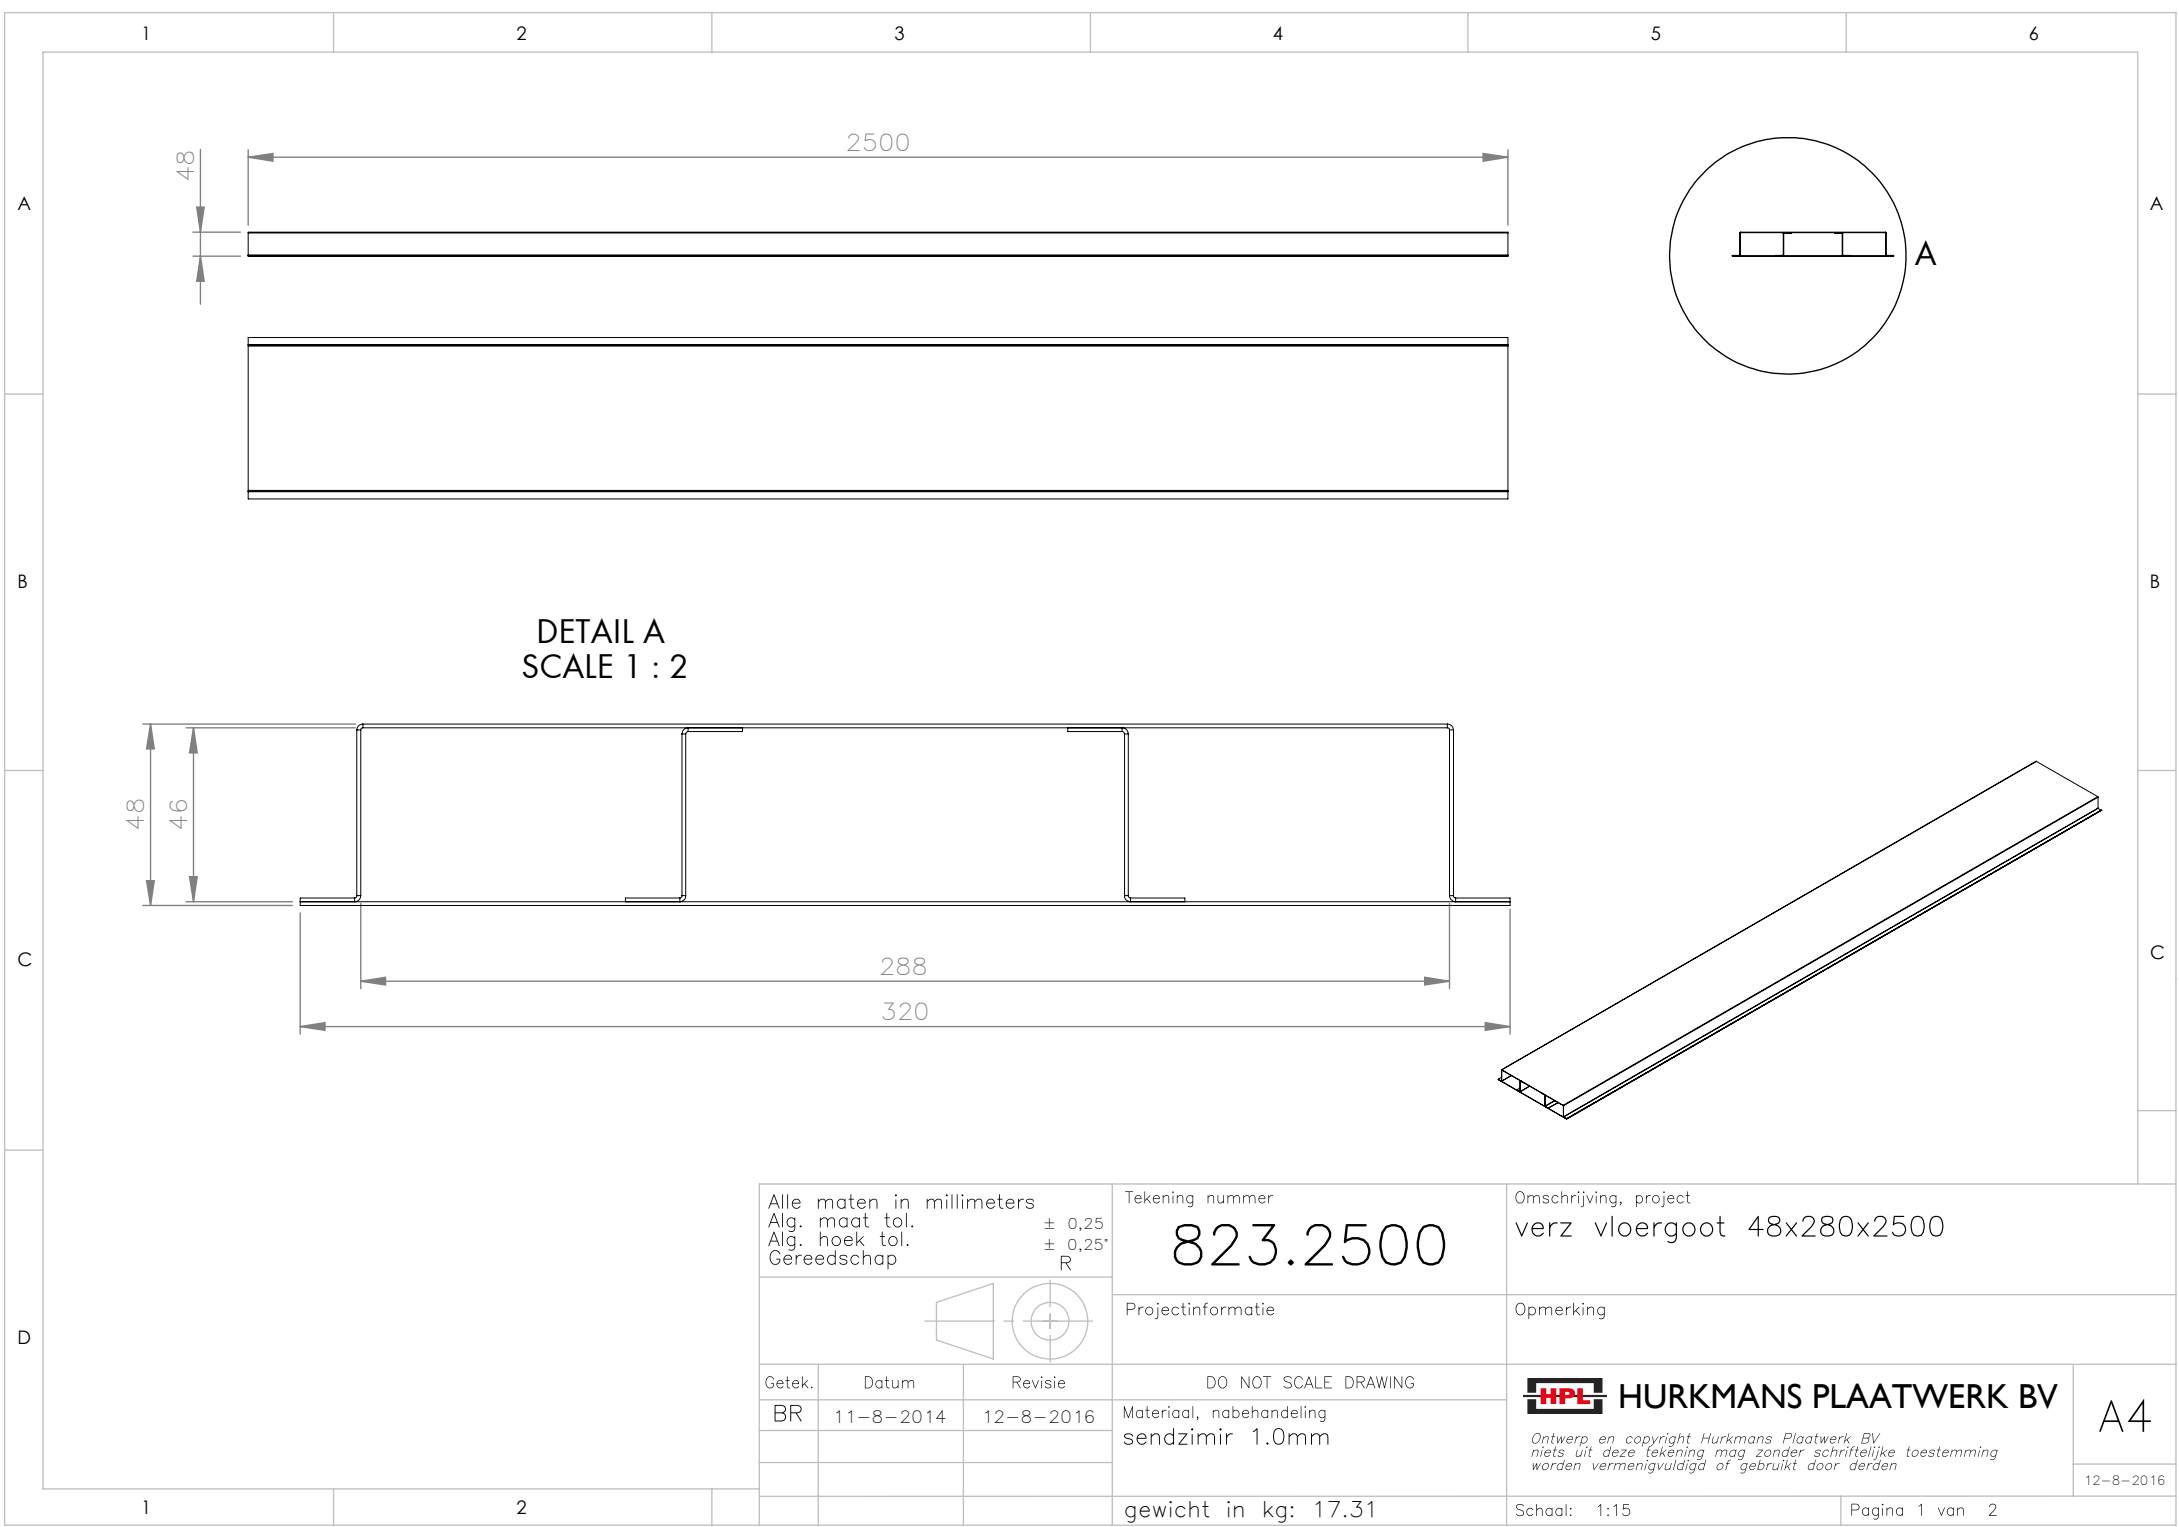 1 2 3 4 5 6
2500
48
A
A
A
B
B
DETAIL A
SCALE 1 : 2
48
46
C
C
288
320
D
Alle maten in millimeters
Alg. maat tol. ± 0,25
Alg. hoek tol. ± 0,25°
Gereedschap R
Tekening nummer
823.2500
Omschrijving, project
verz vloergoot 48x280x2500
Projectinformatie
Opmerking
Getek. Datum Revisie
BR 11-8-2014 12-8-2016
DO NOT SCALE DRAWING
Materiaal, nabehandeling
sendzimir 1.0mm
gewicht in kg: 17.31
HPL HURKMANS PLAATWERK BV
Ontwerp en copyright Hurkmans Plaatwerk BV
niets uit deze tekening mag zonder schriftelijke toestemming
worden vermenigvuldigd of gebruikt door derden
A4
12-8-2016
Schaal: 1:15
Pagina 1 van 2
1 2